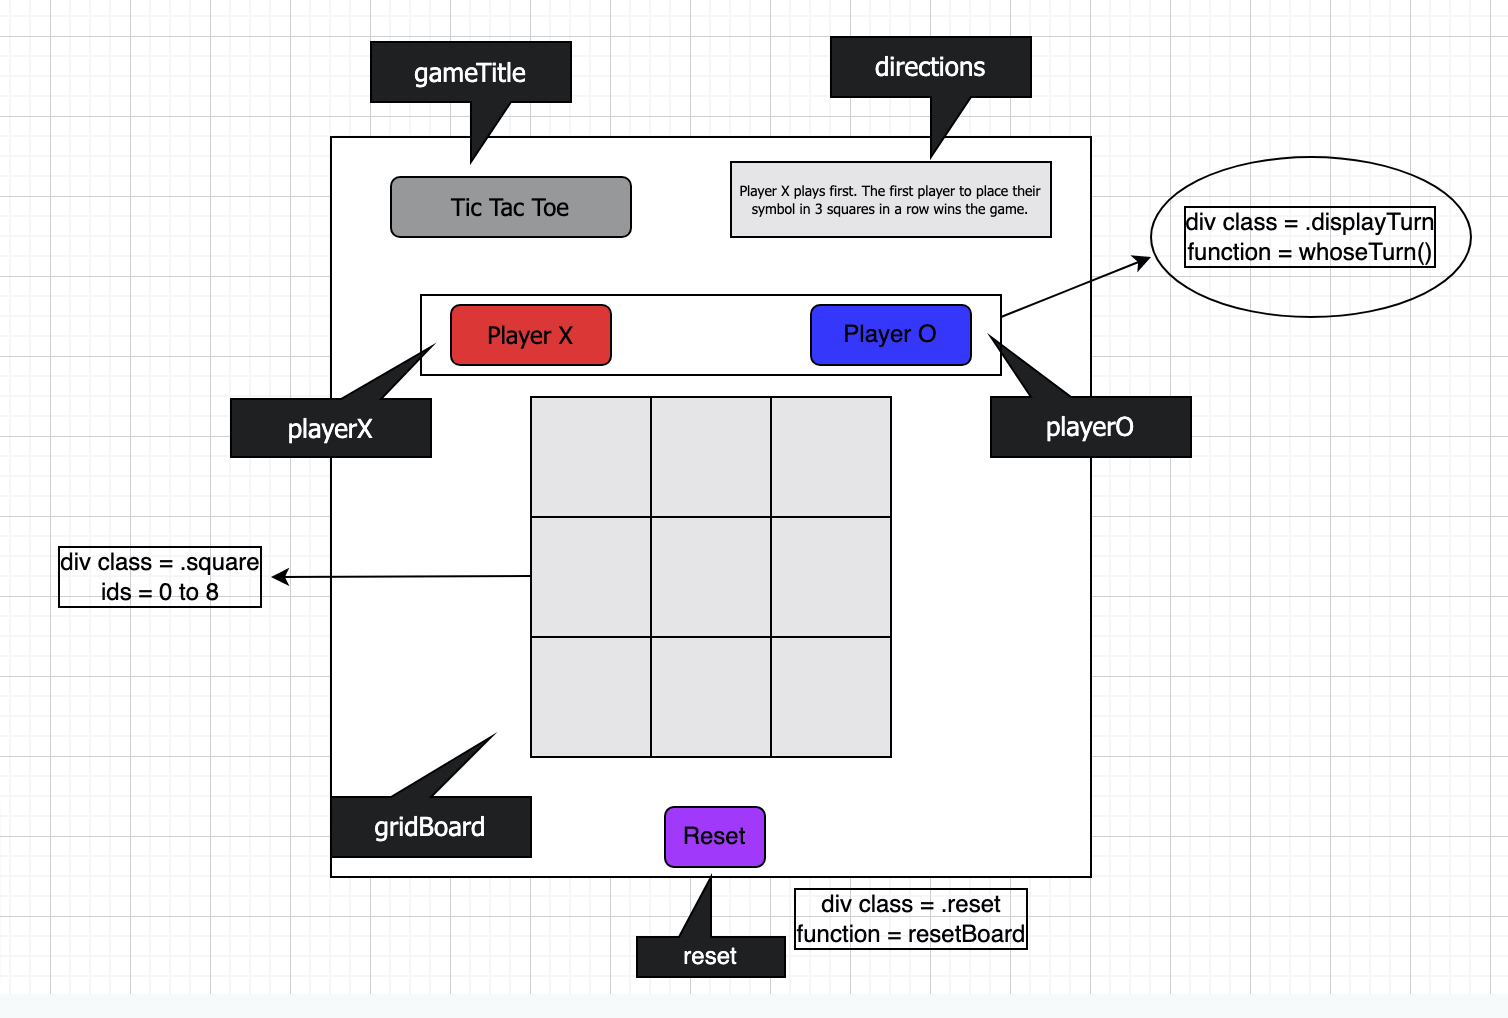 gameTitle
directions
Tic Tac Toe
Player X plays first. The first player to place their
symbol in 3 squares in a row wins the game.
div class = .displayTurn
function = whoseTurn()
Player X
Player O
playerX
playerO
div class = .square
ids = 0 to 8
gridBoard
Reset
div class = .reset
function = resetBoard
reset